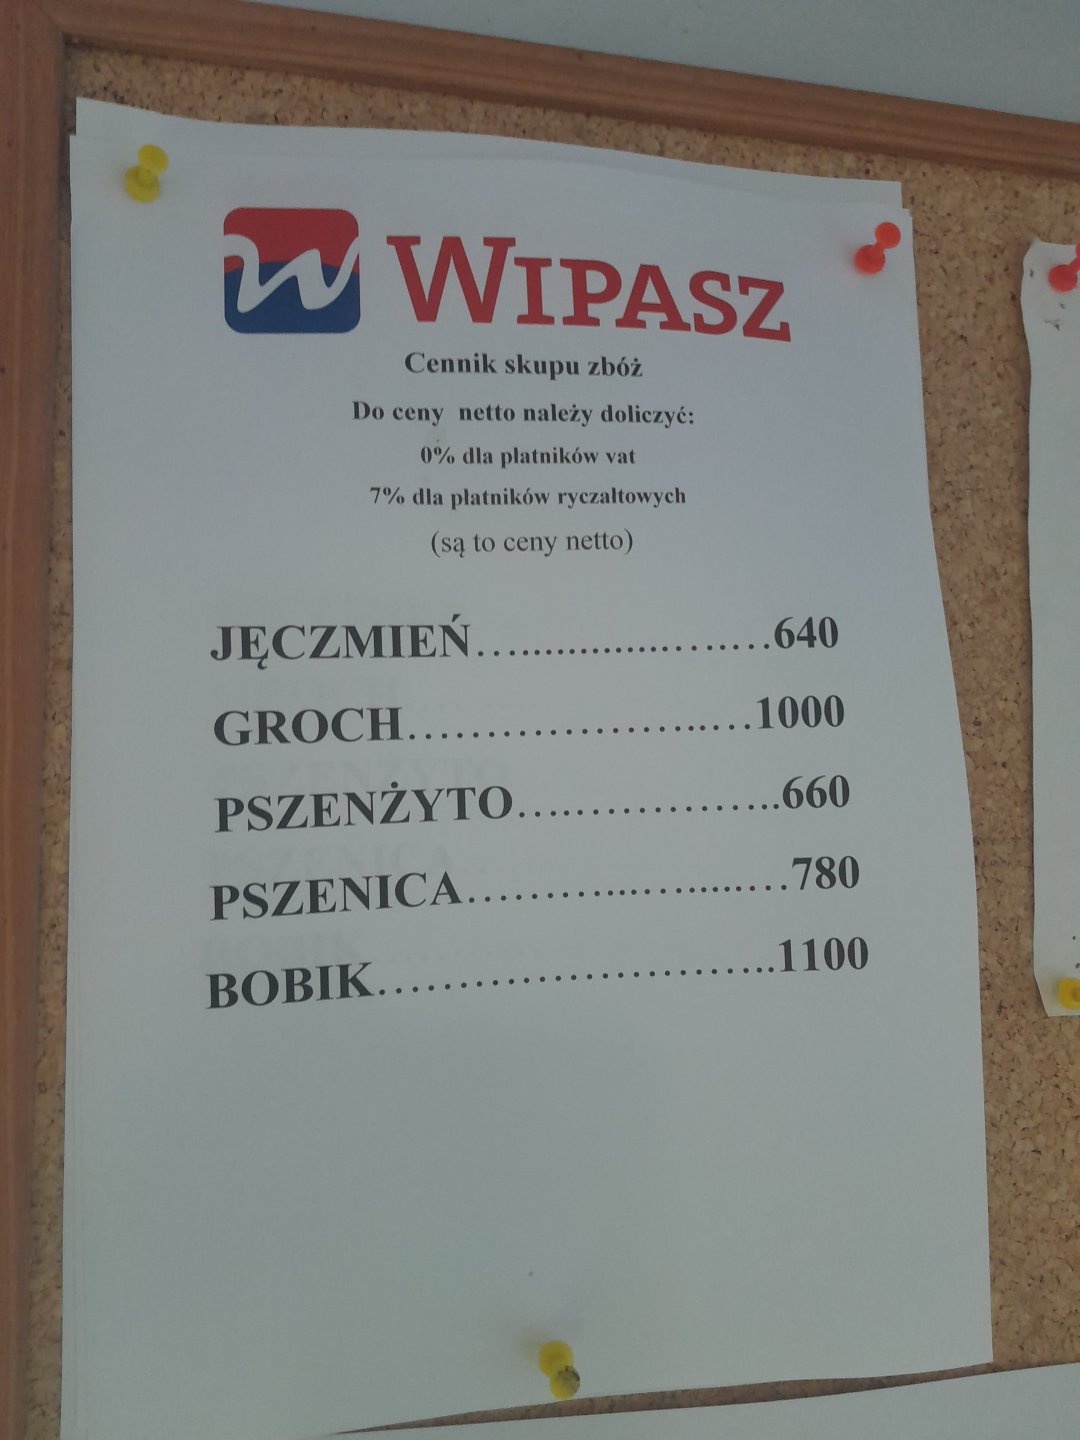 WIPASZ
Cennik skupu zbóż
Do ceny netto należy doliczyć:
0% dla płatników vat
7% dla płatników ryczałtowych
(są to ceny netto)
JĘCZMIEŃ..............................640
GROCH..............................1000
PSZENŻYTO..............................660
PSZENICA..............................780
BOBIK..............................1100